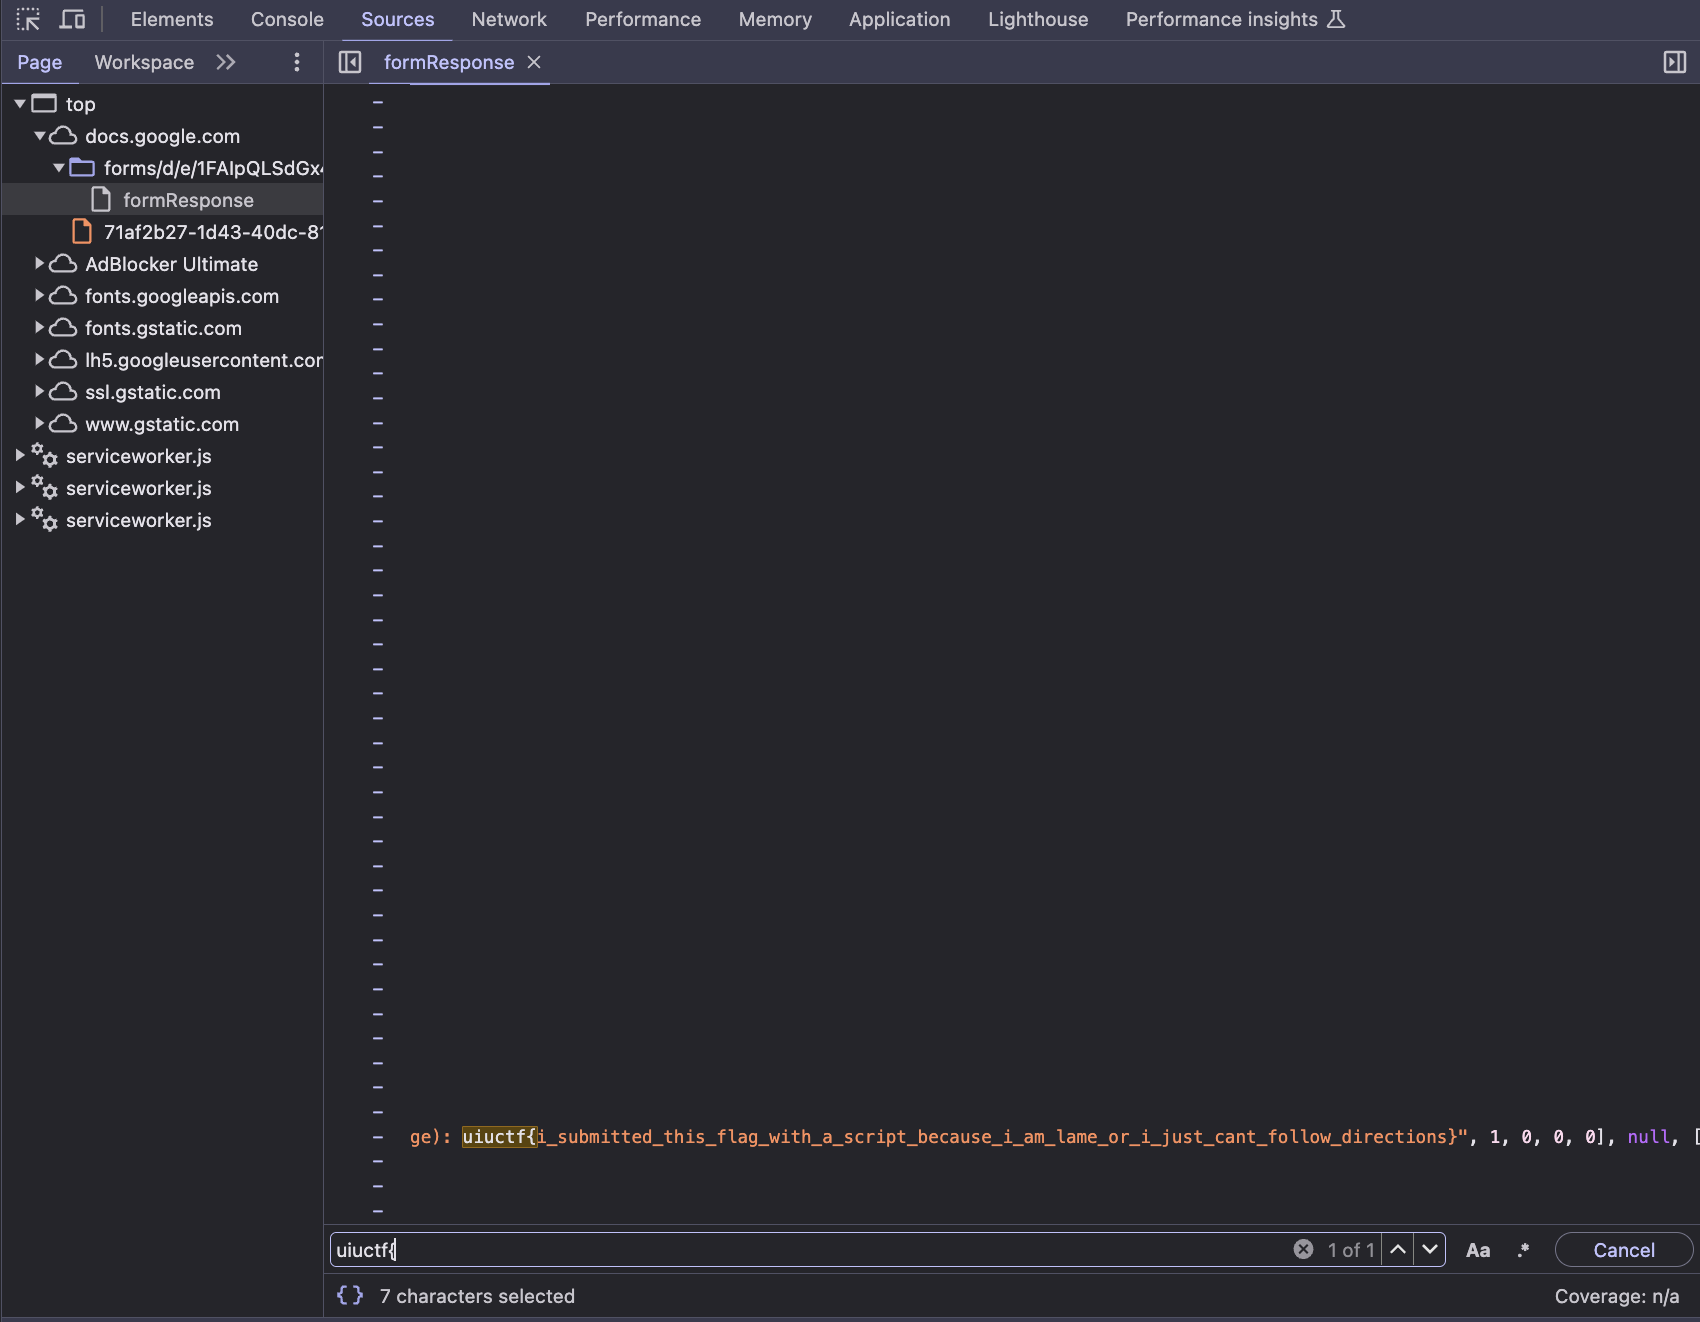 Elements Console Sources Network Performance Memory Application Lighthouse Performance insights
Page Workspace formResponse
top
docs.google.com
forms/d/e/1FAIpQLSdGx4
formResponse
71af2b27-1d43-40dc-81
AdBlocker Ultimate
fonts.googleapis.com
fonts.gstatic.com
lh5.googleusercontent.com
ssl.gstatic.com
www.gstatic.com
serviceworker.js
serviceworker.js
serviceworker.js
ge): uiuctf{i_submitted_this_flag_with_a_script_because_i_am_lame_or_i_just_cant_follow_directions}", 1, 0, 0, 0], null, [
uiuctf{ 1 of 1 Aa .* Cancel
{} 7 characters selected Coverage: n/a